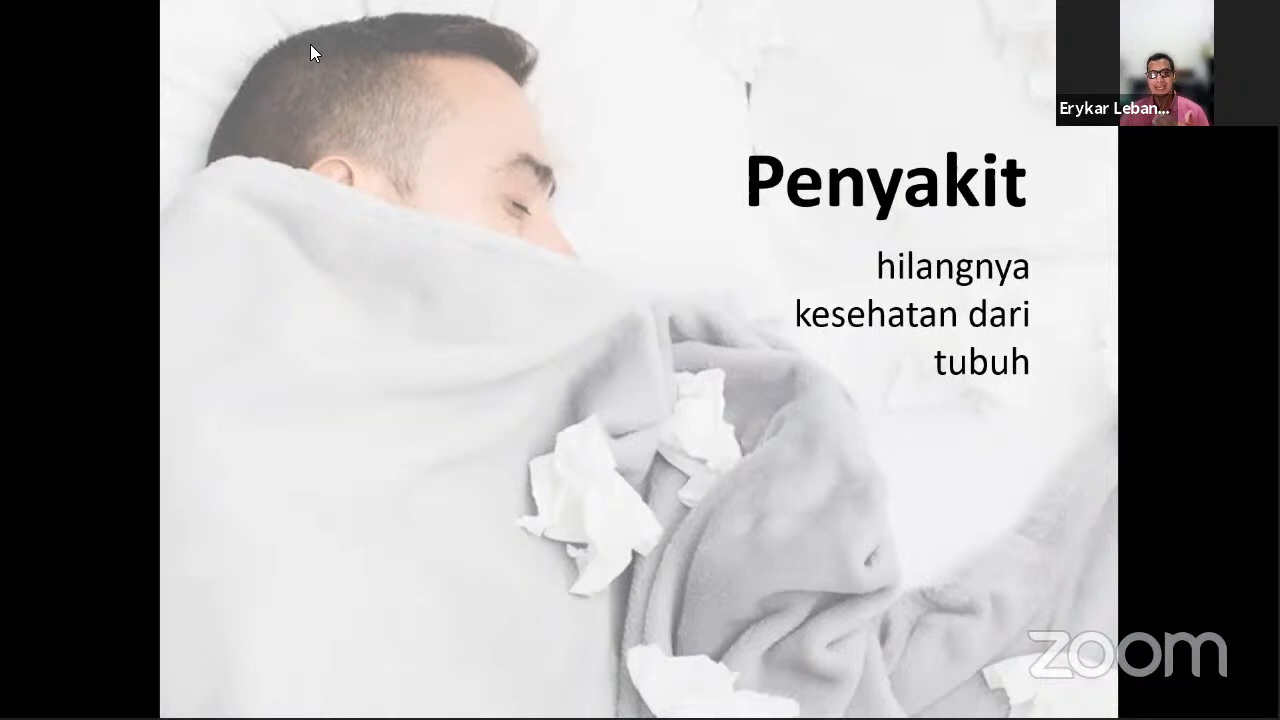 Erykar Leban...
Penyakit
hilangnya
kesehatan dari
tubuh
zoom